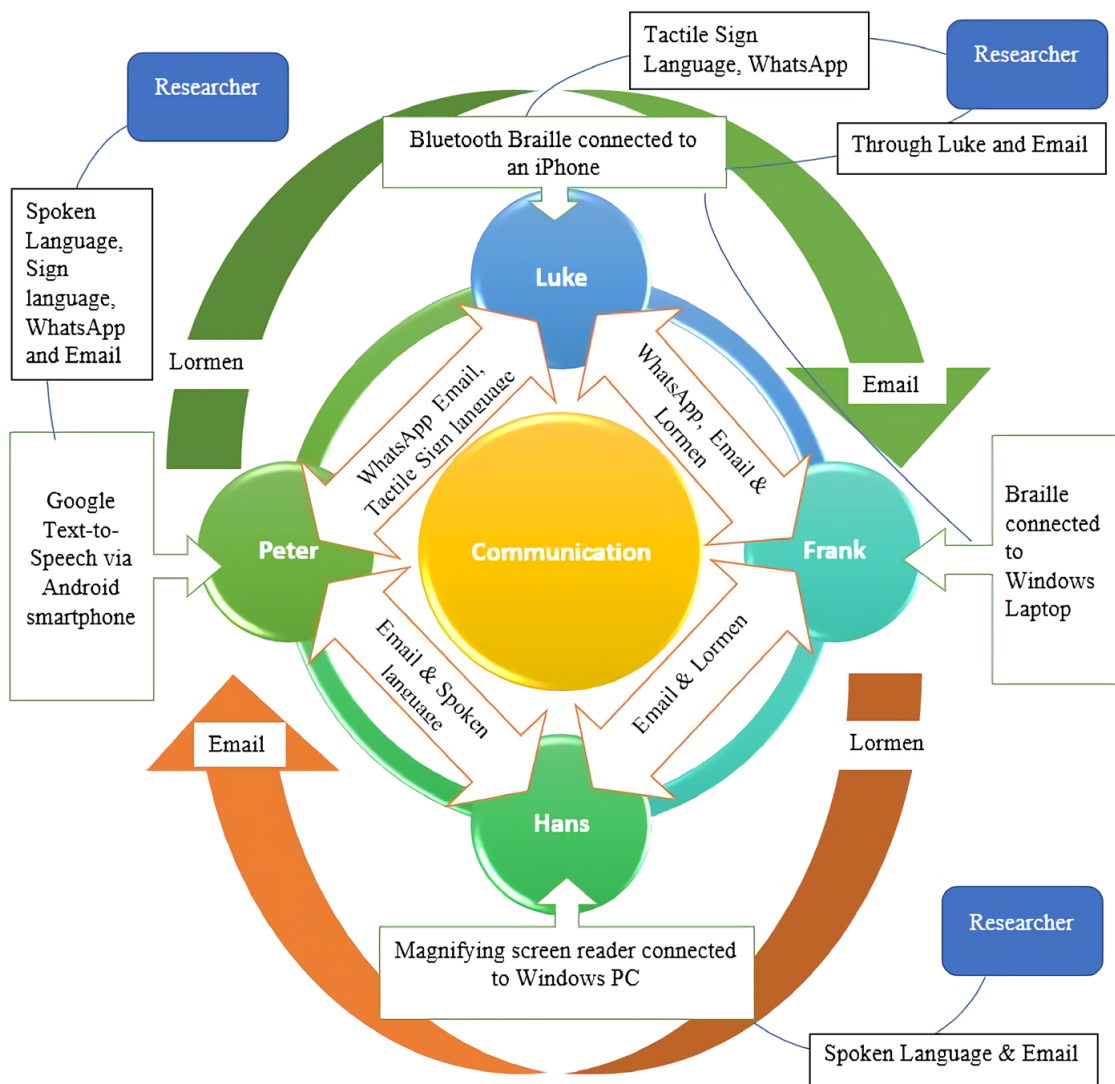 Tactile Sign
Language, WhatsApp
Researcher
Researcher
Bluetooth Braille connected to
an iPhone
Through Luke and Email
Spoken
Language,
Sign
language,
WhatsApp
and Email
Luke
Lormen
Email
WhatsApp Email,
Tactile Sign language
WhatsApp, Email &
Lormen
Google
Text-to-
Speech via
Android
smartphone
Peter
Communication
Frank
Braille
connected
to
Windows
Laptop
Email & Spoken
language
Email & Lormen
Email
Lormen
Hans
Magnifying screen reader connected
to Windows PC
Researcher
Spoken Language & Email